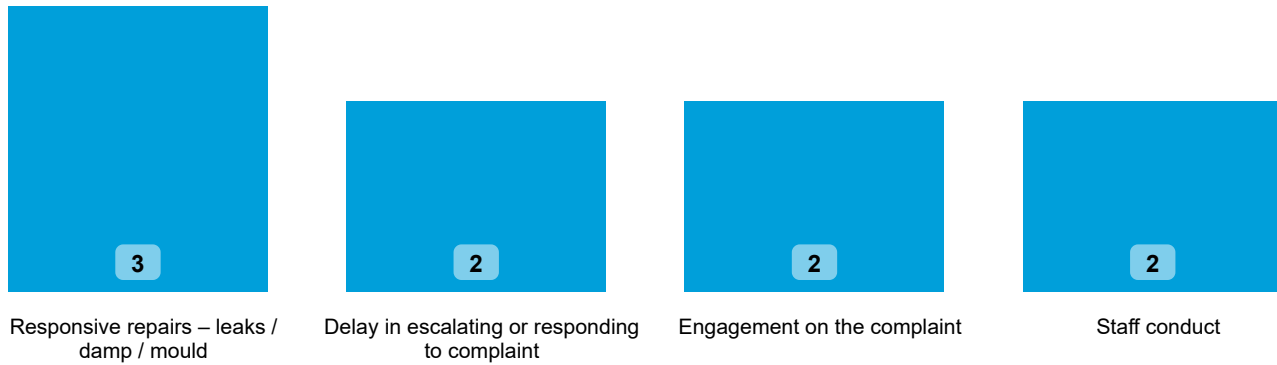 3
2
2
2
Responsive repairs – leaks /
damp / mould
Delay in escalating or responding
to complaint
Engagement on the complaint
Staff conduct